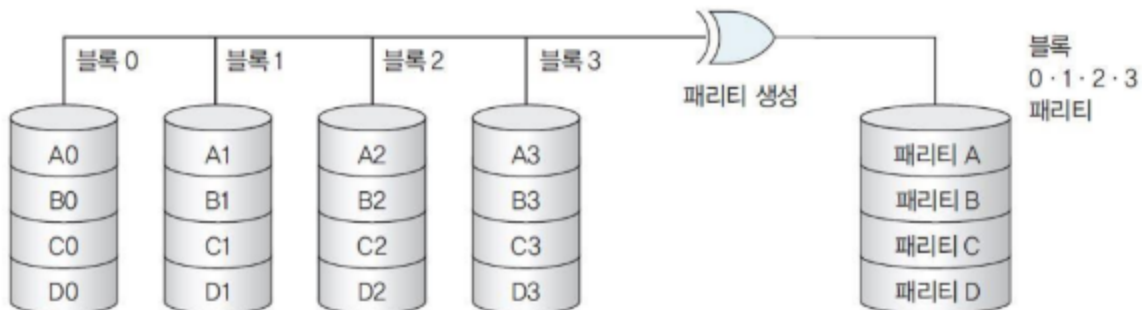 블록 0
블록 1
블록 2
블록 3
패리티 생성
블록
0 · 1 · 2 · 3
패리티
A0
A1
A2
A3
패리티 A
B0
B1
B2
B3
패리티 B
C0
C1
C2
C3
패리티 C
D0
D1
D2
D3
패리티 D